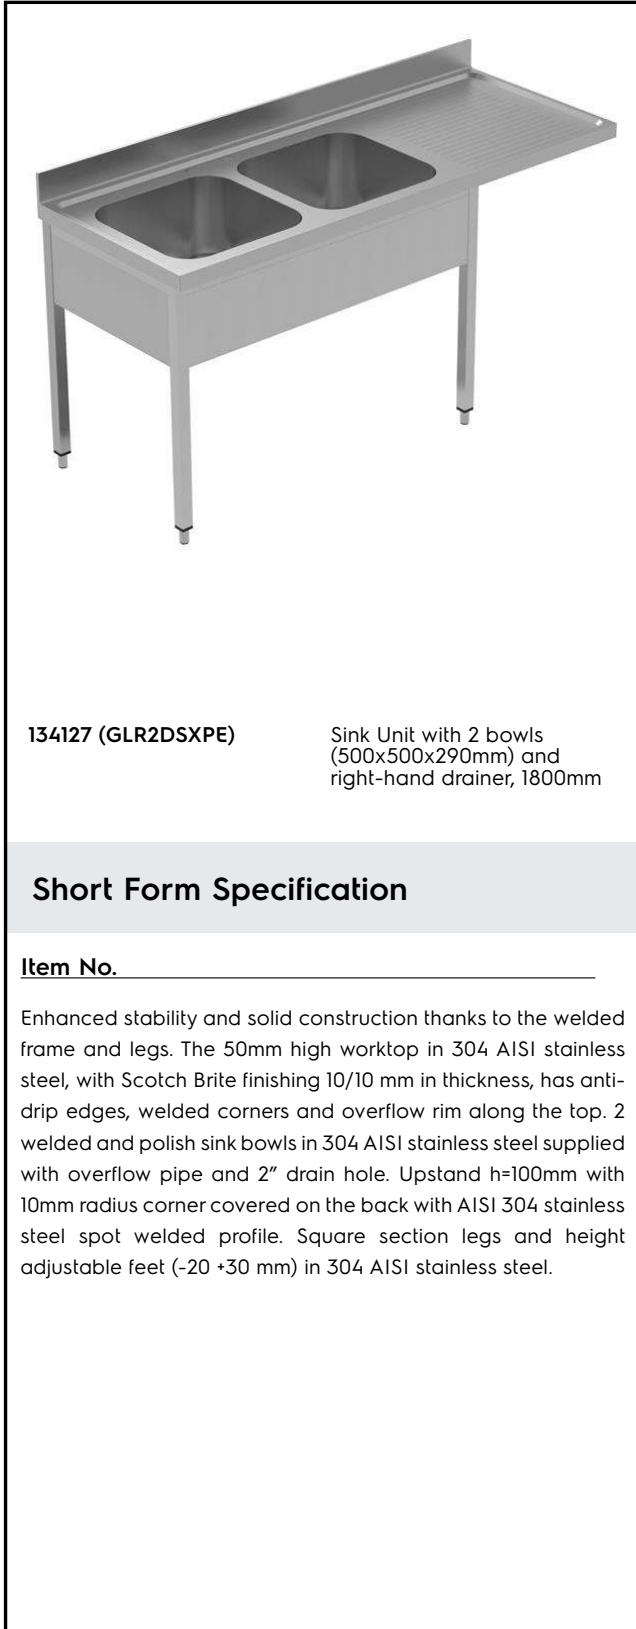 134127 (GLR2DSXPE)
Sink Unit with 2 bowls
(500x500x290mm) and
right-hand drainer, 1800mm
Short Form Specification
Item No.
Enhanced stability and solid construction thanks to the welded
frame and legs. The 50mm high worktop in 304 AISI stainless
steel, with Scotch Brite finishing 10/10 mm in thickness, has anti-
drip edges, welded corners and overflow rim along the top. 2
welded and polish sink bowls in 304 AISI stainless steel supplied
with overflow pipe and 2″ drain hole. Upstand h=100mm with
10mm radius corner covered on the back with AISI 304 stainless
steel spot welded profile. Square section legs and height
adjustable feet (-20 +30 mm) in 304 AISI stainless steel.